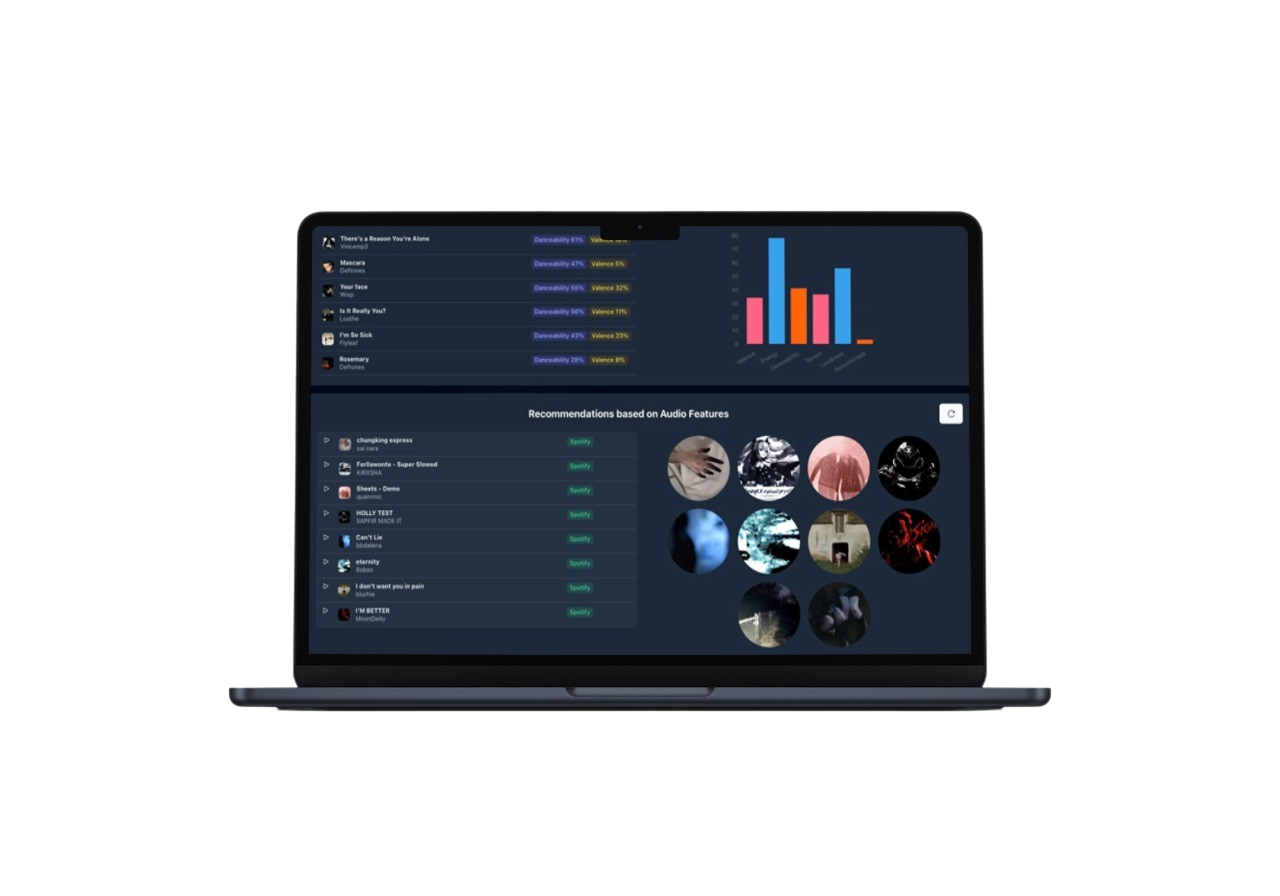 There's a Reason You're Alone
Vincemp3
Danceability 61%
Mascara
Deftones
Danceability 47% Valence 5%
Your face
Wisp
Danceability 55% Valence 32%
Is It Really You?
Loathe
Danceability 56% Valence 11%
I'm So Sick
Flyleaf
Danceability 43% Valence 23%
Rosemary
Deftones
Danceability 28% Valence 8%
80
70
60
50
40
30
20
10
0
Valence
Energy
Danceability
Tempo
Loudness
Acousticness
Recommendations based on Audio Features
chungking express
xai nara
Spotify
Ferliawonte - Super Slowed
KIRXSHA
Spotify
Sheets - Demo
quannnic
Spotify
HOLLY TEST
SAPFIR MADE IT
Spotify
Can't Lie
bbdalena
Spotify
eternity
Bobes
Spotify
I don't want you in pain
blurfrie
Spotify
I'M BETTER
MoonDeity
Spotify